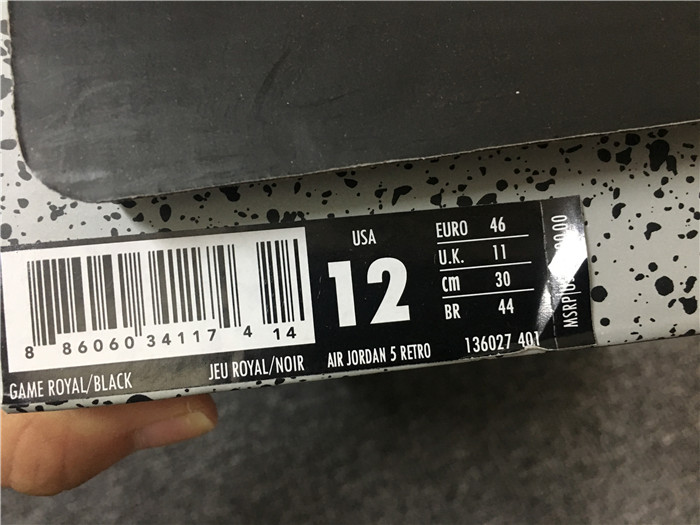 USA
12
EURO 46
U.K. 11
cm 30
BR 44
8 86060 34117 4 14
GAME ROYAL/BLACK
JEU ROYAL/NOIR
AIR JORDAN 5 RETRO
136027 401
MSRP